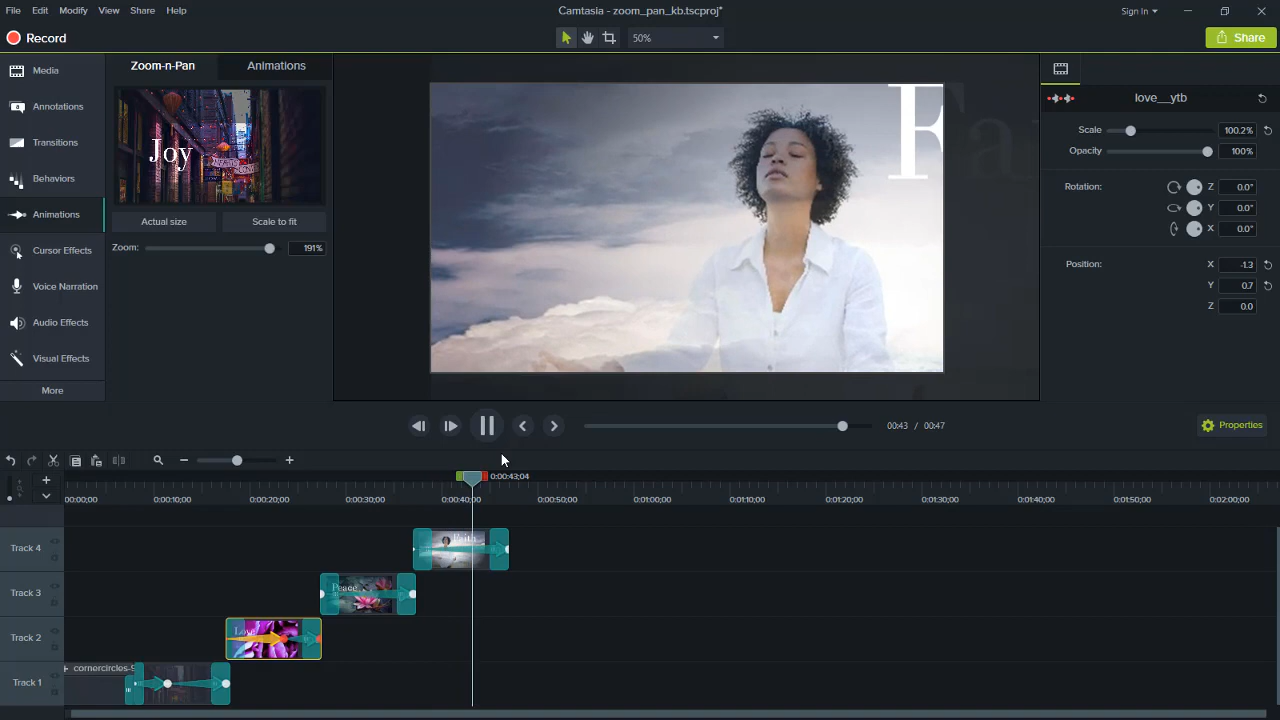 File Edit Modify View Share Help
Camtasia - zoom_pan_kb.tscproj*
Sign In
Record
50%
Share
Media
Annotations
Transitions
Behaviors
Animations
Cursor Effects
Voice Narration
Audio Effects
Visual Effects
More
Zoom-n-Pan Animations
Joy
Actual size Scale to fit
Zoom: 191%
F
love__ytb
Scale 100.2%
Opacity 100%
Rotation: Z 0.0°
Y 0.0°
X 0.0°
Position: X -1.3
Y 0.7
Z 0.0
00:43 / 00:47
Properties
0:00:43;04
00:00;00 0:00:10;00 0:00:20;00 0:00:30;00 0:00:40;00 0:00:50;00 0:01:00;00 0:01:10;00 0:01:20;00 0:01:30;00 0:01:40;00 0:01:50;00 0:02:00;00
Track 4 Faith
Track 3 Peace
Track 2 Love
Track 1 cornercircles-5